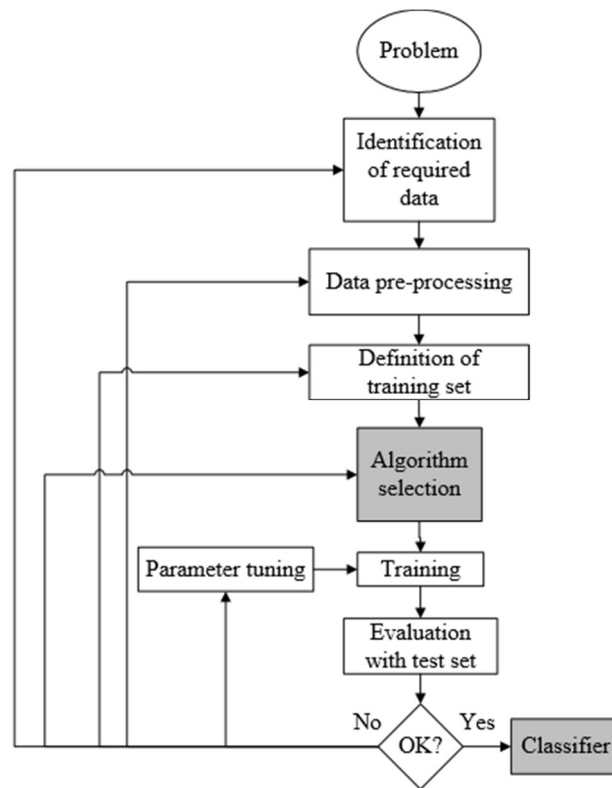 Problem
Identification
of required
data
Data pre-processing
Definition of
training set
Algorithm
selection
Parameter tuning
Training
Evaluation
with test set
No
OK?
Yes
Classifier